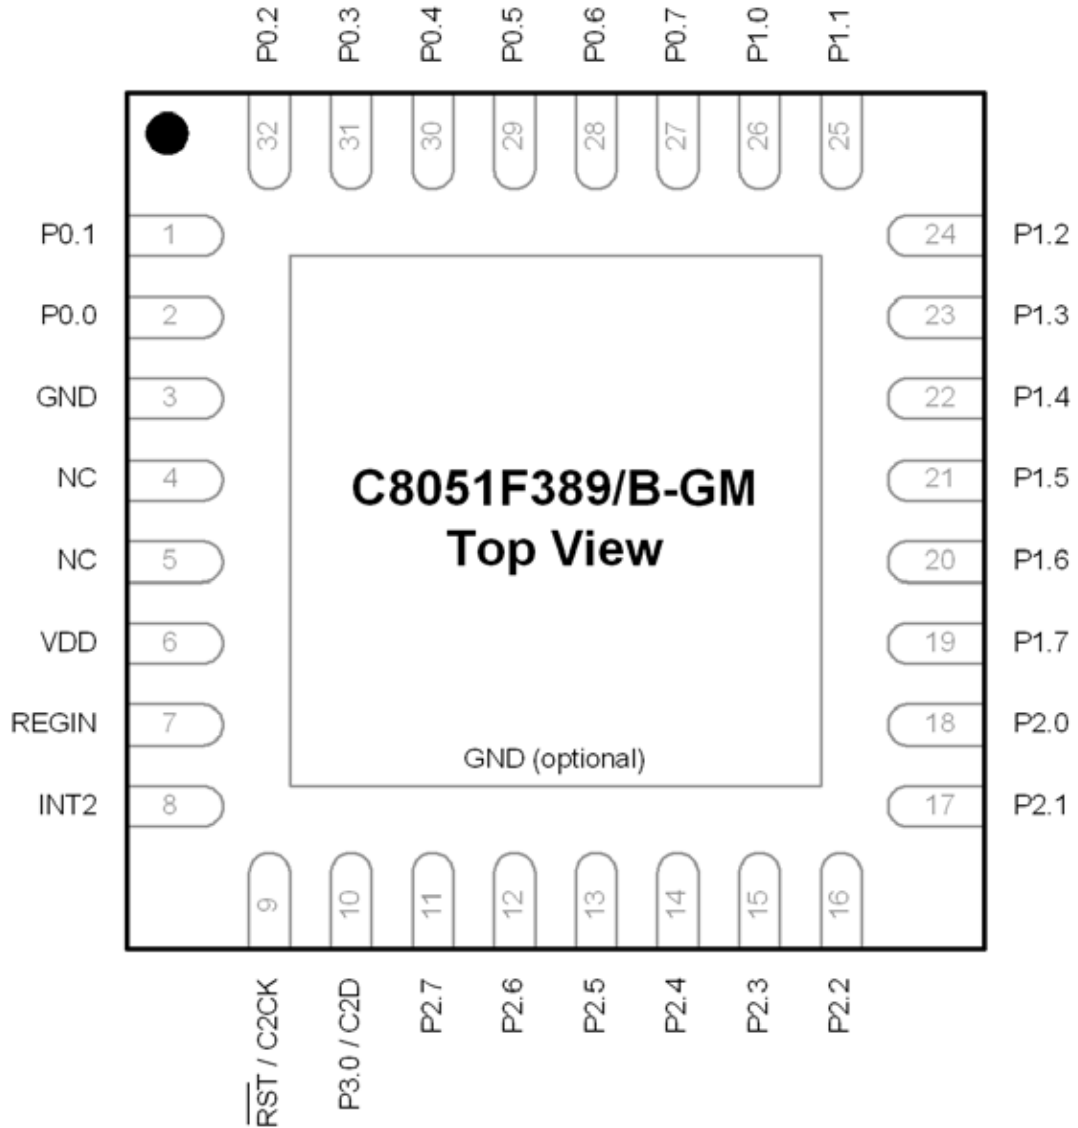 P0.2 P0.3 P0.4 P0.5 P0.6 P0.7 P1.0 P1.1
32 31 30 29 28 27 26 25
P0.1 1 24 P1.2
P0.0 2 23 P1.3
GND 3 22 P1.4
NC 4 21 P1.5
C8051F389/B-GM
Top View
NC 5 20 P1.6
VDD 6 19 P1.7
REGIN 7 18 P2.0
GND (optional)
INT2 8 17 P2.1
9 10 11 12 13 14 15 16
RST / C2CK P3.0 / C2D P2.7 P2.6 P2.5 P2.4 P2.3 P2.2